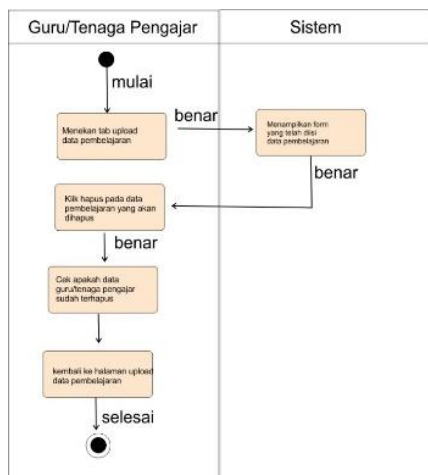 Guru/Tenaga Pengajar
Sistem
mulai
Menekan tab upload
data pembelajaran
benar
Menampilkan form
yang telah diisi
data pembelajaran
benar
Klik hapus pada data
pembelajaran yang akan
dihapus
benar
Cek apakah data
guru/tenaga pengajar
sudah terhapus
kembali ke halaman upload
data pembelajaran
selesai